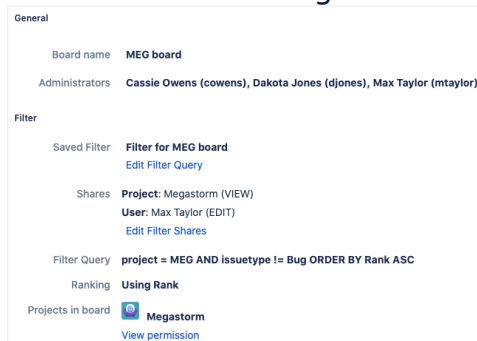 General
Board name MEG board
Administrators Cassie Owens (cowens), Dakota Jones (djones), Max Taylor (mtaylor)
Filter
Saved Filter Filter for MEG board
Edit Filter Query
Shares Project: Megastorm (VIEW)
User: Max Taylor (EDIT)
Edit Filter Shares
Filter Query project = MEG AND issuetype != Bug ORDER BY Rank ASC
Ranking Using Rank
Projects in board Megastorm
View permission